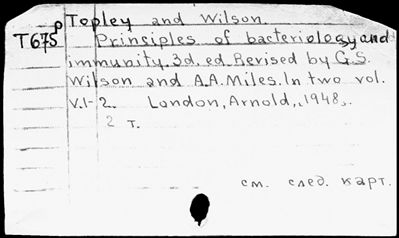 p Topley and Wilson.
T675 Principles of bacteriology and
immunity. 3d. ed. Revised by G.S.
Wilson and A.A. Miles. In two vol.
V.1-2. London, Arnold, 1948.
2 т.
см. след. карт.